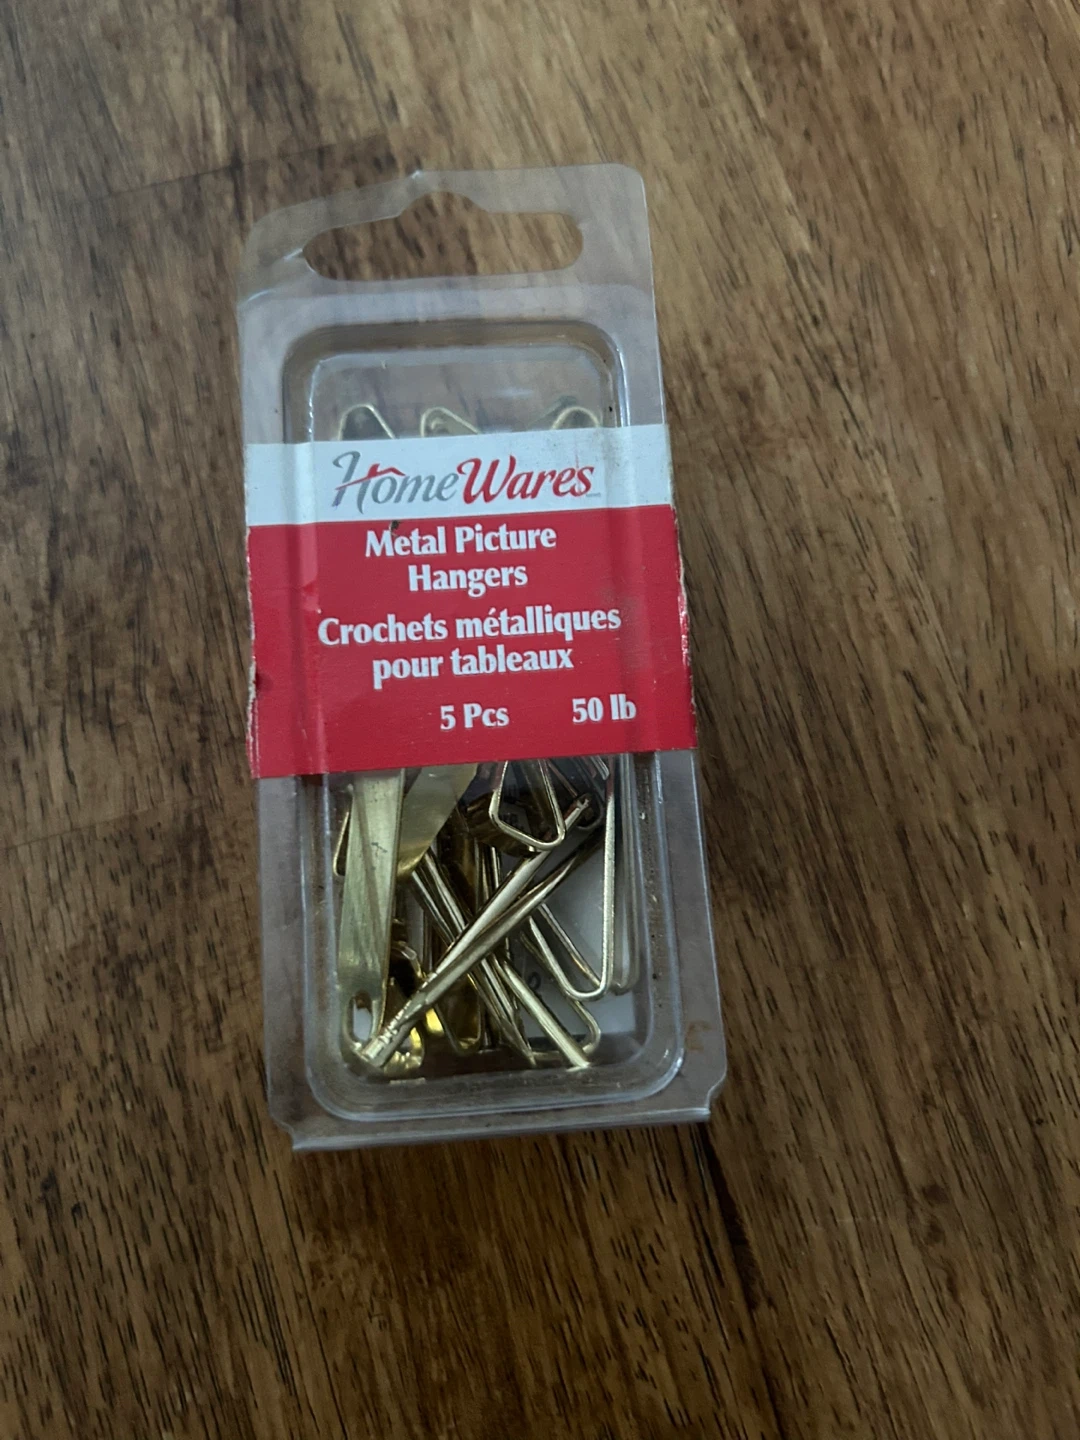 HomeWares
Metal Picture
Hangers
Crochets métalliques
pour tableaux
5 Pcs 50 lb